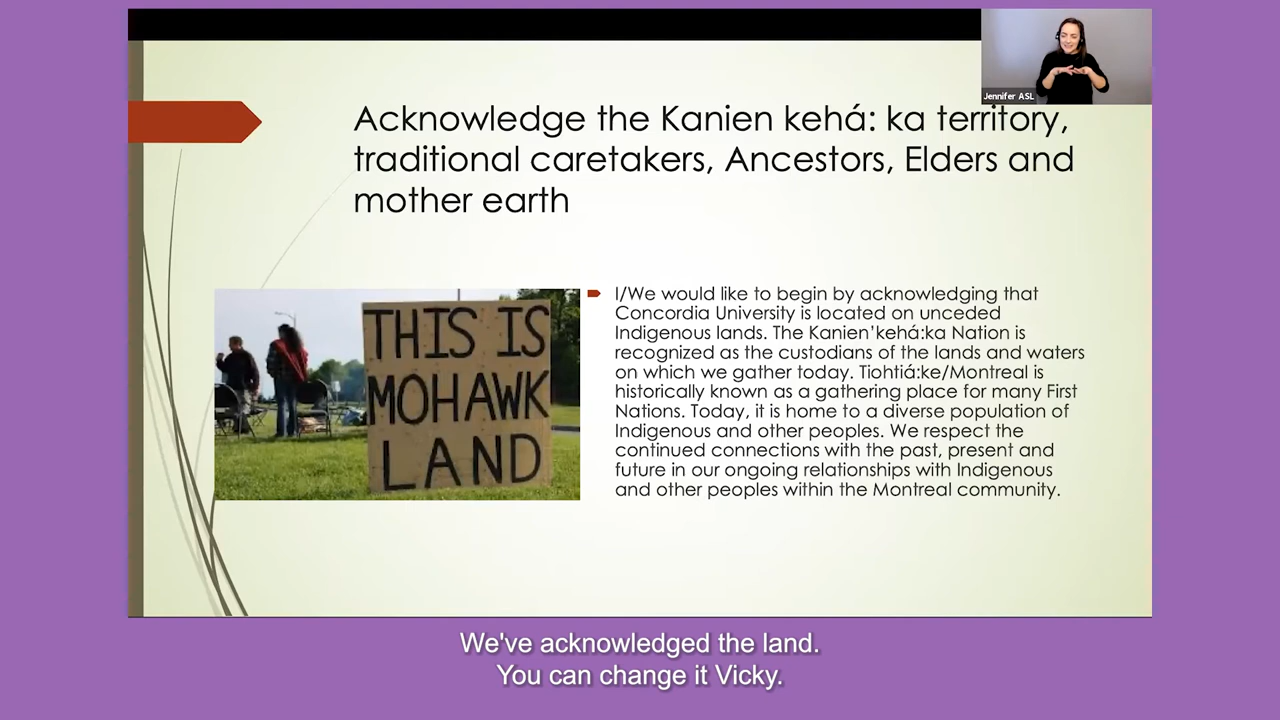 Jennifer ASL
Acknowledge the Kanien kehá: ka territory,
traditional caretakers, Ancestors, Elders and
mother earth
THIS IS
MOHAWK
LAND
I/We would like to begin by acknowledging that
Concordia University is located on unceded
Indigenous lands. The Kanien’kehá:ka Nation is
recognized as the custodians of the lands and waters
on which we gather today. Tiohtiá:ke/Montreal is
historically known as a gathering place for many First
Nations. Today, it is home to a diverse population of
Indigenous and other peoples. We respect the
continued connections with the past, present and
future in our ongoing relationships with Indigenous
and other peoples within the Montreal community.
We've acknowledged the land.
You can change it Vicky.